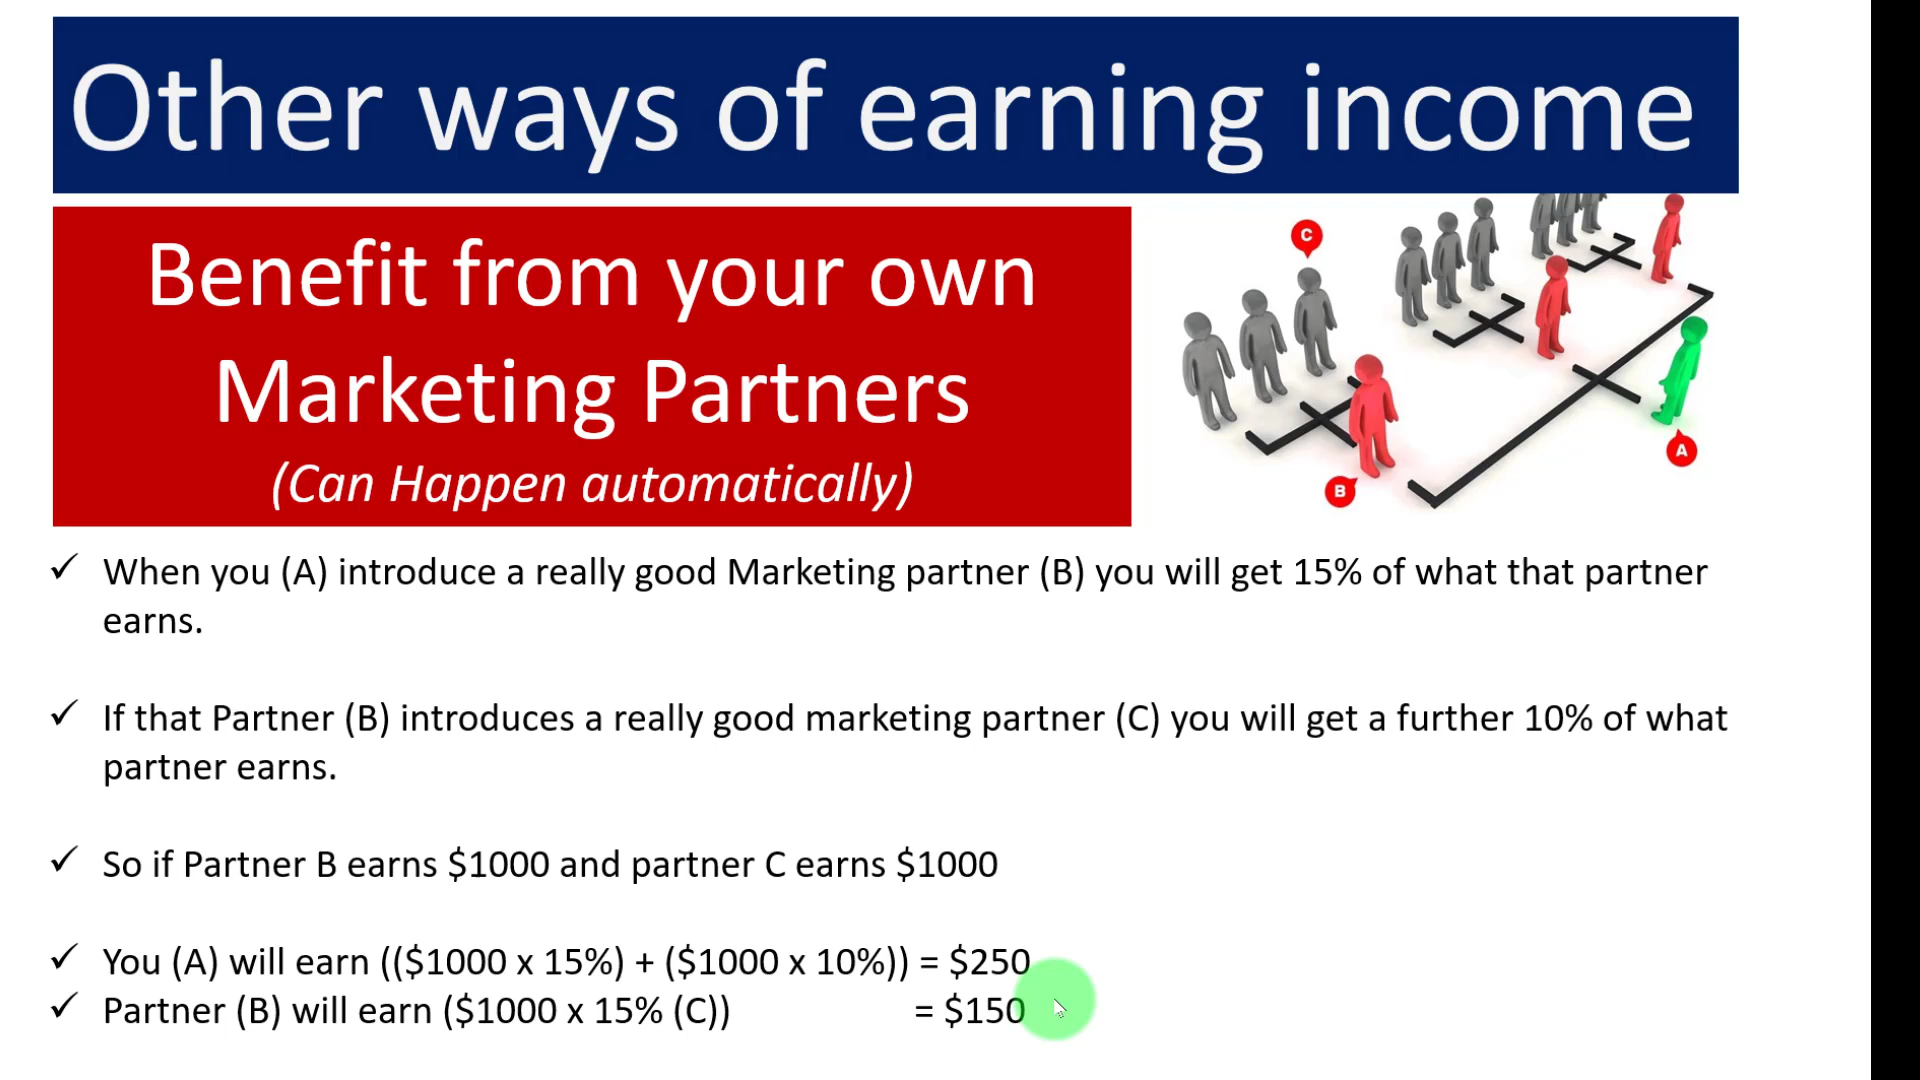 Other ways of earning income
Benefit from your own
Marketing Partners
(Can Happen automatically)
C
B
A
✓ When you (A) introduce a really good Marketing partner (B) you will get 15% of what that partner
earns.
✓ If that Partner (B) introduces a really good marketing partner (C) you will get a further 10% of what
partner earns.
✓ So if Partner B earns $1000 and partner C earns $1000
✓ You (A) will earn (($1000 x 15%) + ($1000 x 10%)) = $250
✓ Partner (B) will earn ($1000 x 15% (C)) = $150